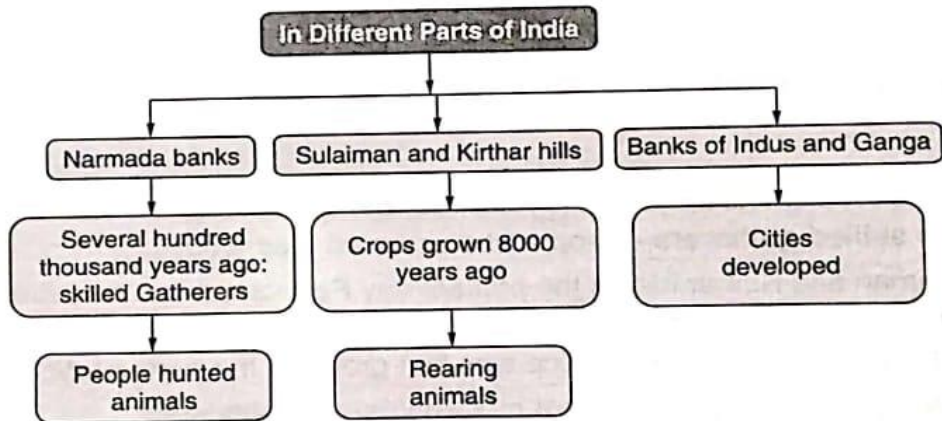 In Different Parts of India
Narmada banks
Sulaiman and Kirthar hills
Banks of Indus and Ganga
Several hundred
thousand years ago:
skilled Gatherers
Crops grown 8000
years ago
Cities
developed
People hunted
animals
Rearing
animals